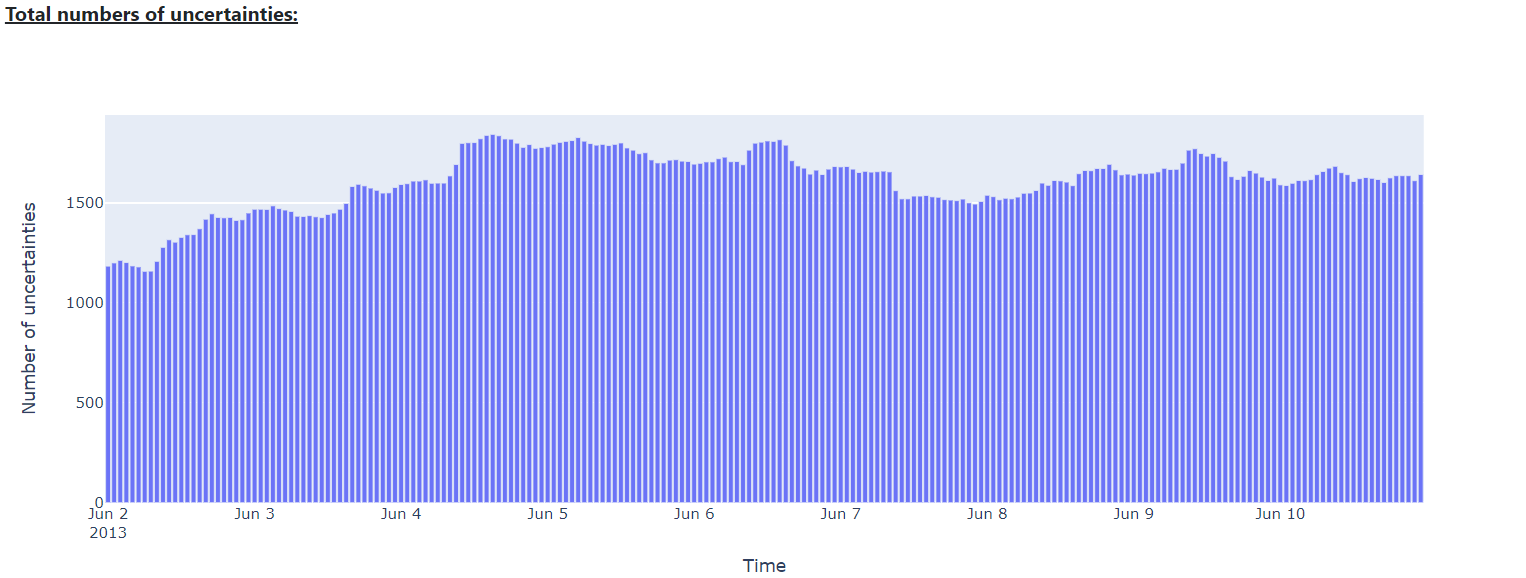 Total numbers of uncertainties:
Number of uncertainties
1500
1000
500
0
Jun 2
2013
Jun 3
Jun 4
Jun 5
Jun 6
Jun 7
Jun 8
Jun 9
Jun 10
Time